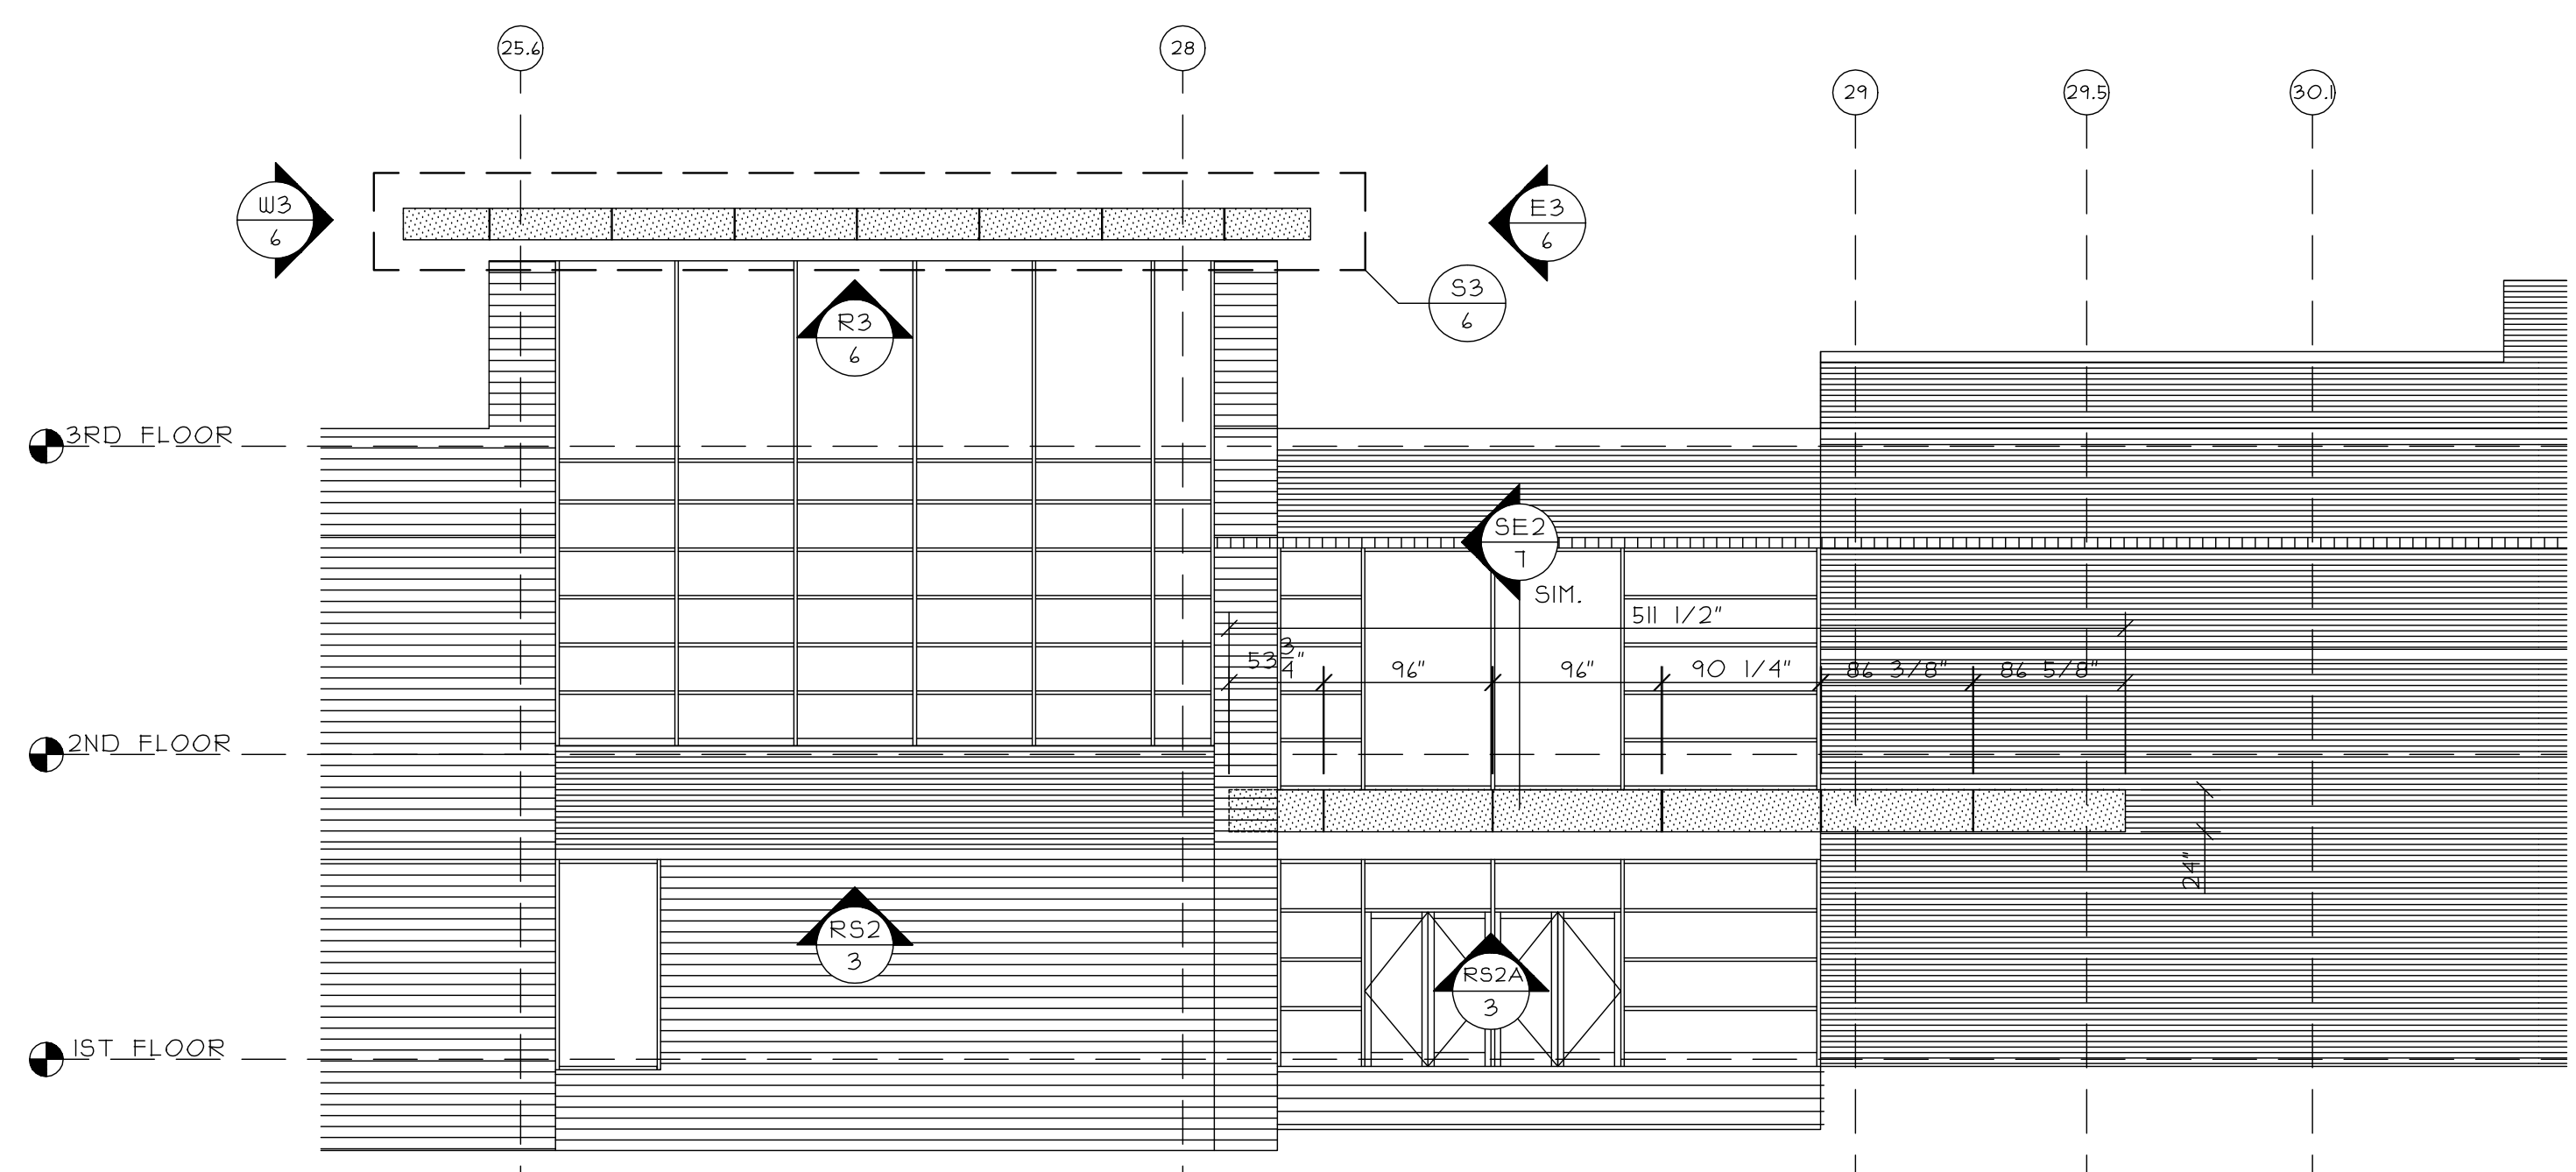 25.6
28
29
29.5
30.1
W3
6
E3
6
S3
6
R3
6
3RD FLOOR
SE2
7
SIM.
511 1/2"
53 3/4"
96"
96"
90 1/4"
86 3/8"
86 5/8"
2ND FLOOR
24"
RS2
3
RS2A
3
1ST FLOOR